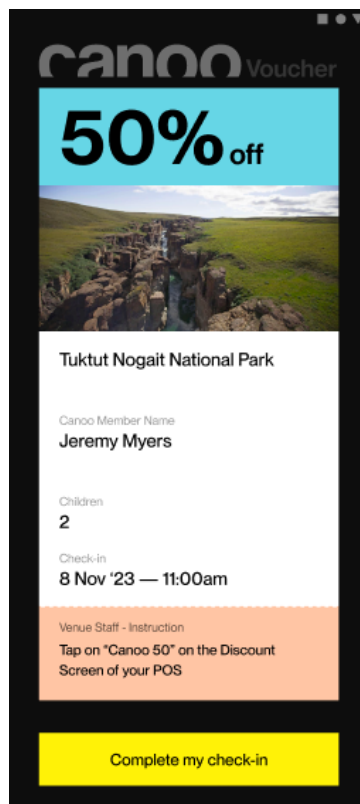 canoo Voucher
50% off
Tuktut Nogait National Park
Canoo Member Name
Jeremy Myers
Children
2
Check-in
8 Nov ‘23 — 11:00am
Venue Staff - Instruction
Tap on “Canoo 50” on the Discount
Screen of your POS
Complete my check-in